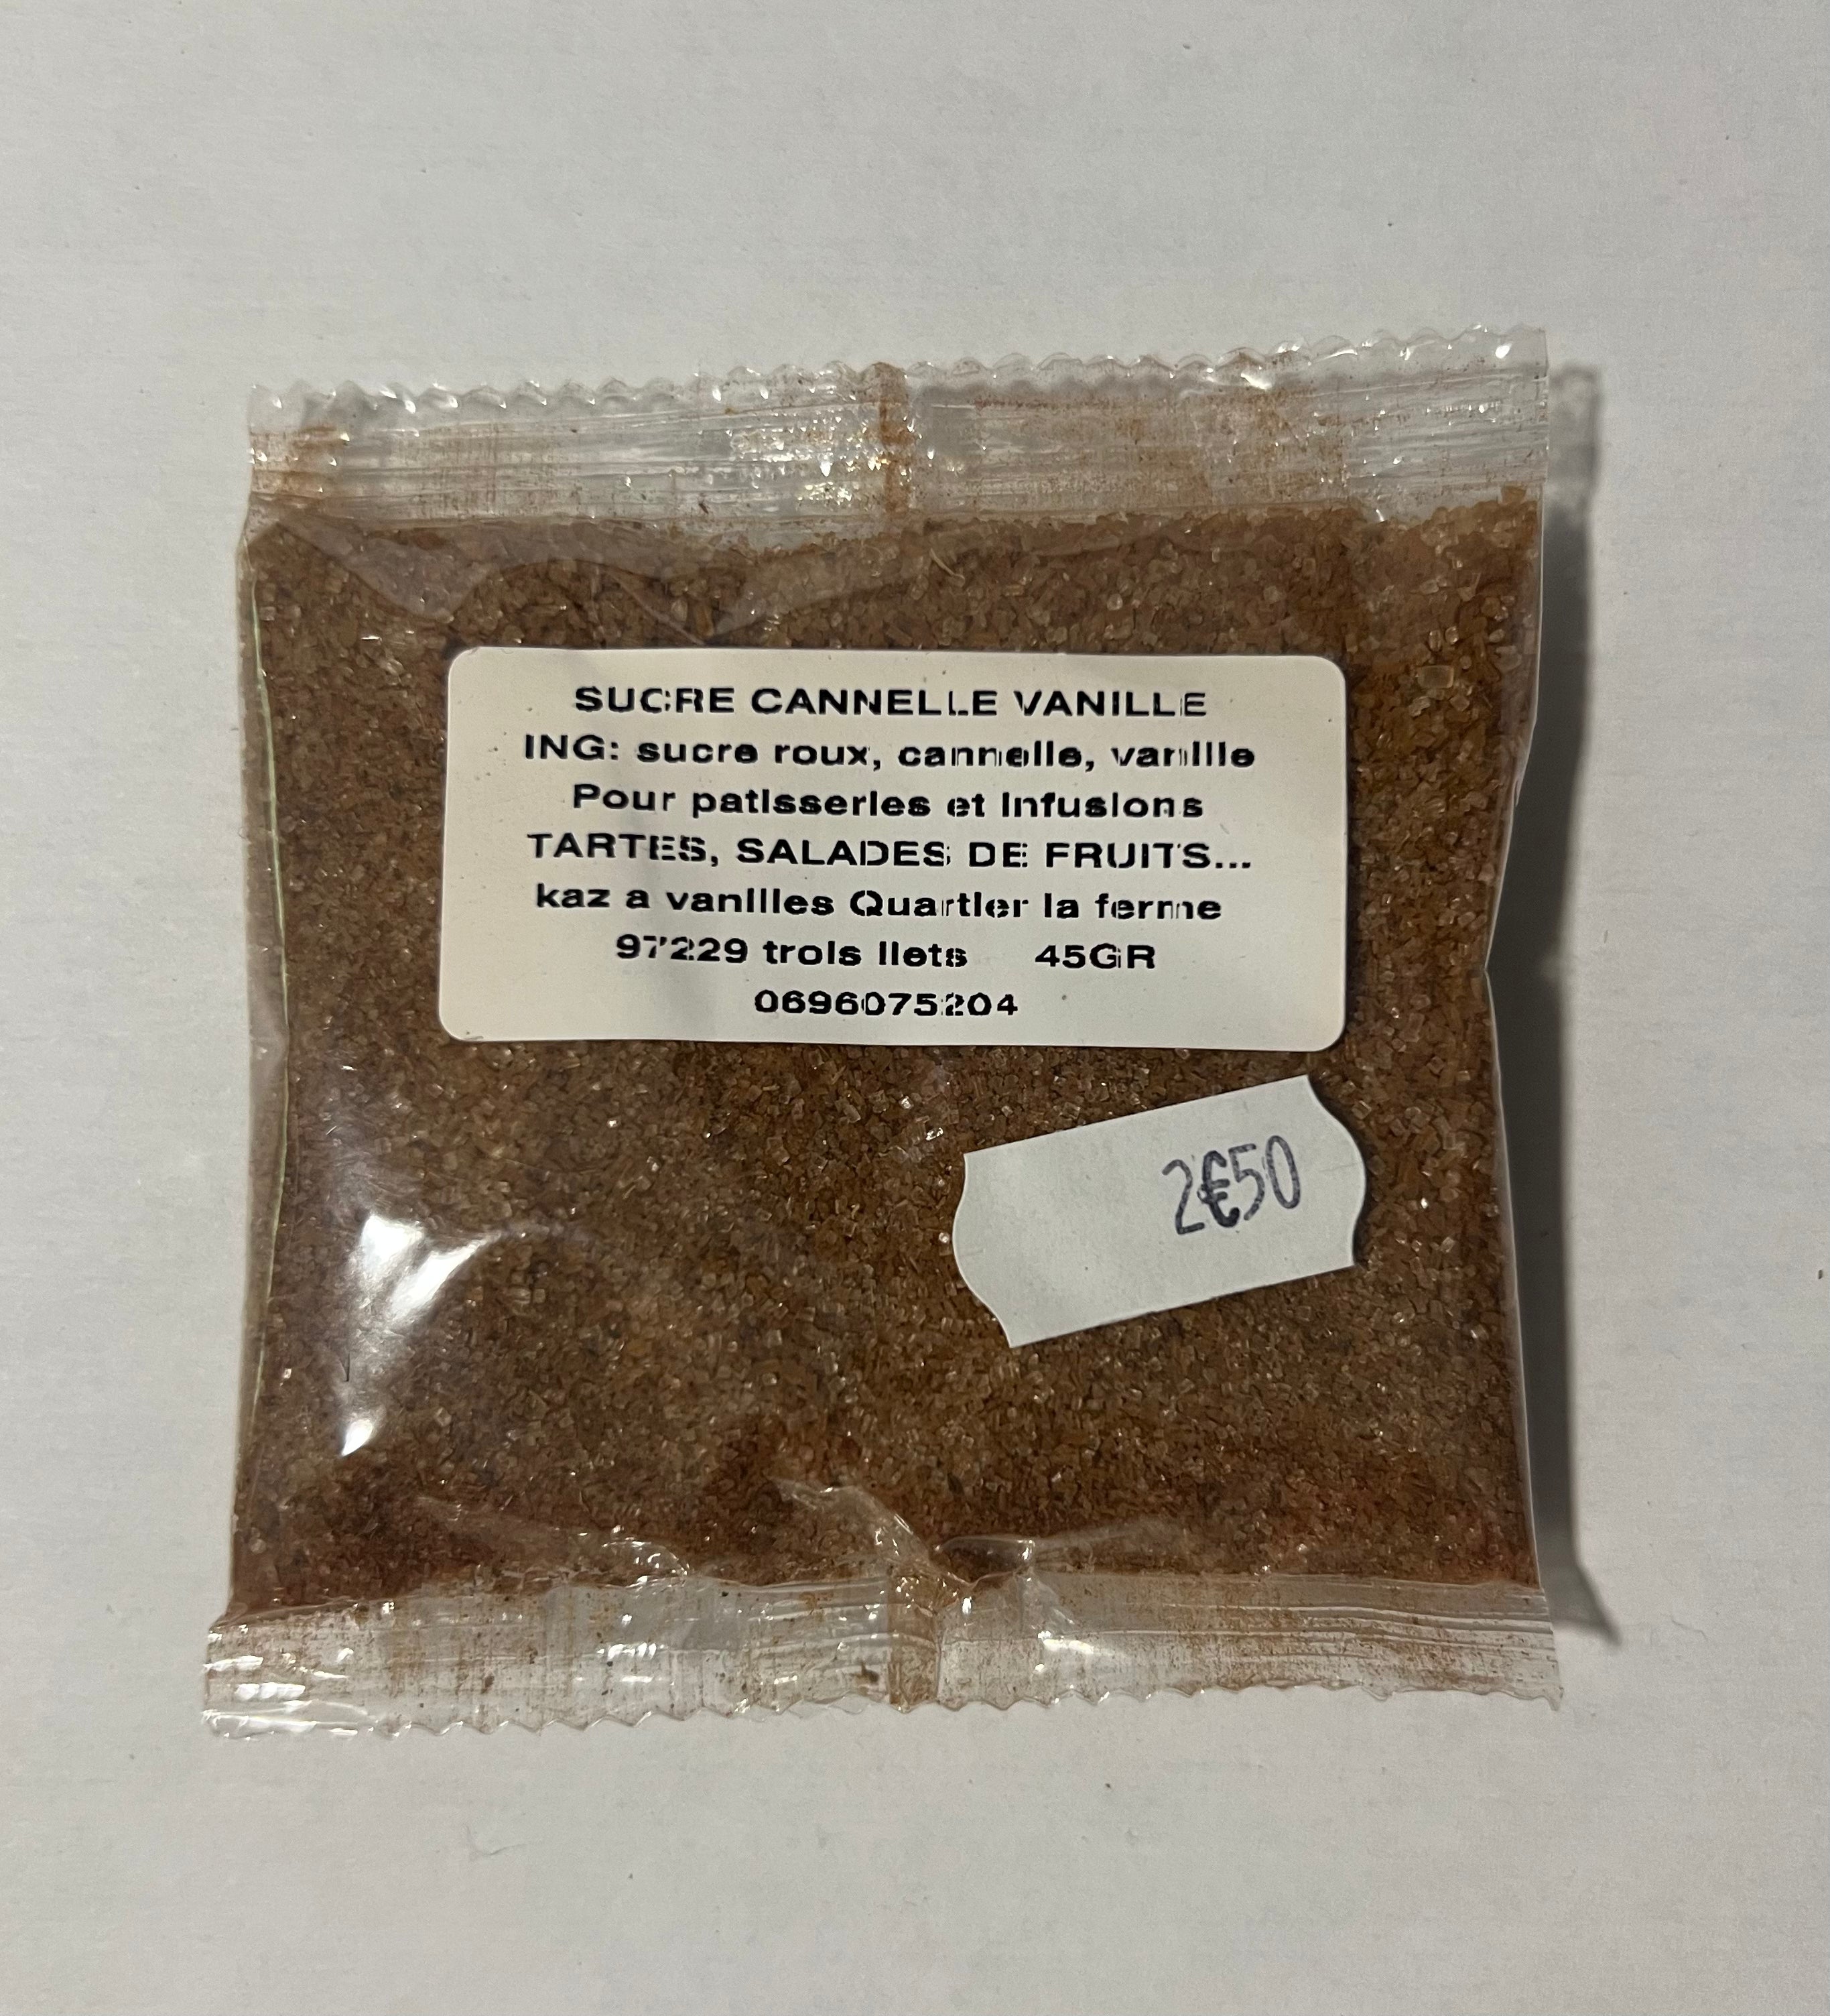 SUCRE CANNELLE VANILLE
ING: sucre roux, cannelle, vanille
Pour patisseries et infusions
TARTES, SALADES DE FRUITS...
kaz a vanilles Quartier la ferme
97229 trois ilets 45GR
0696075204
2€50